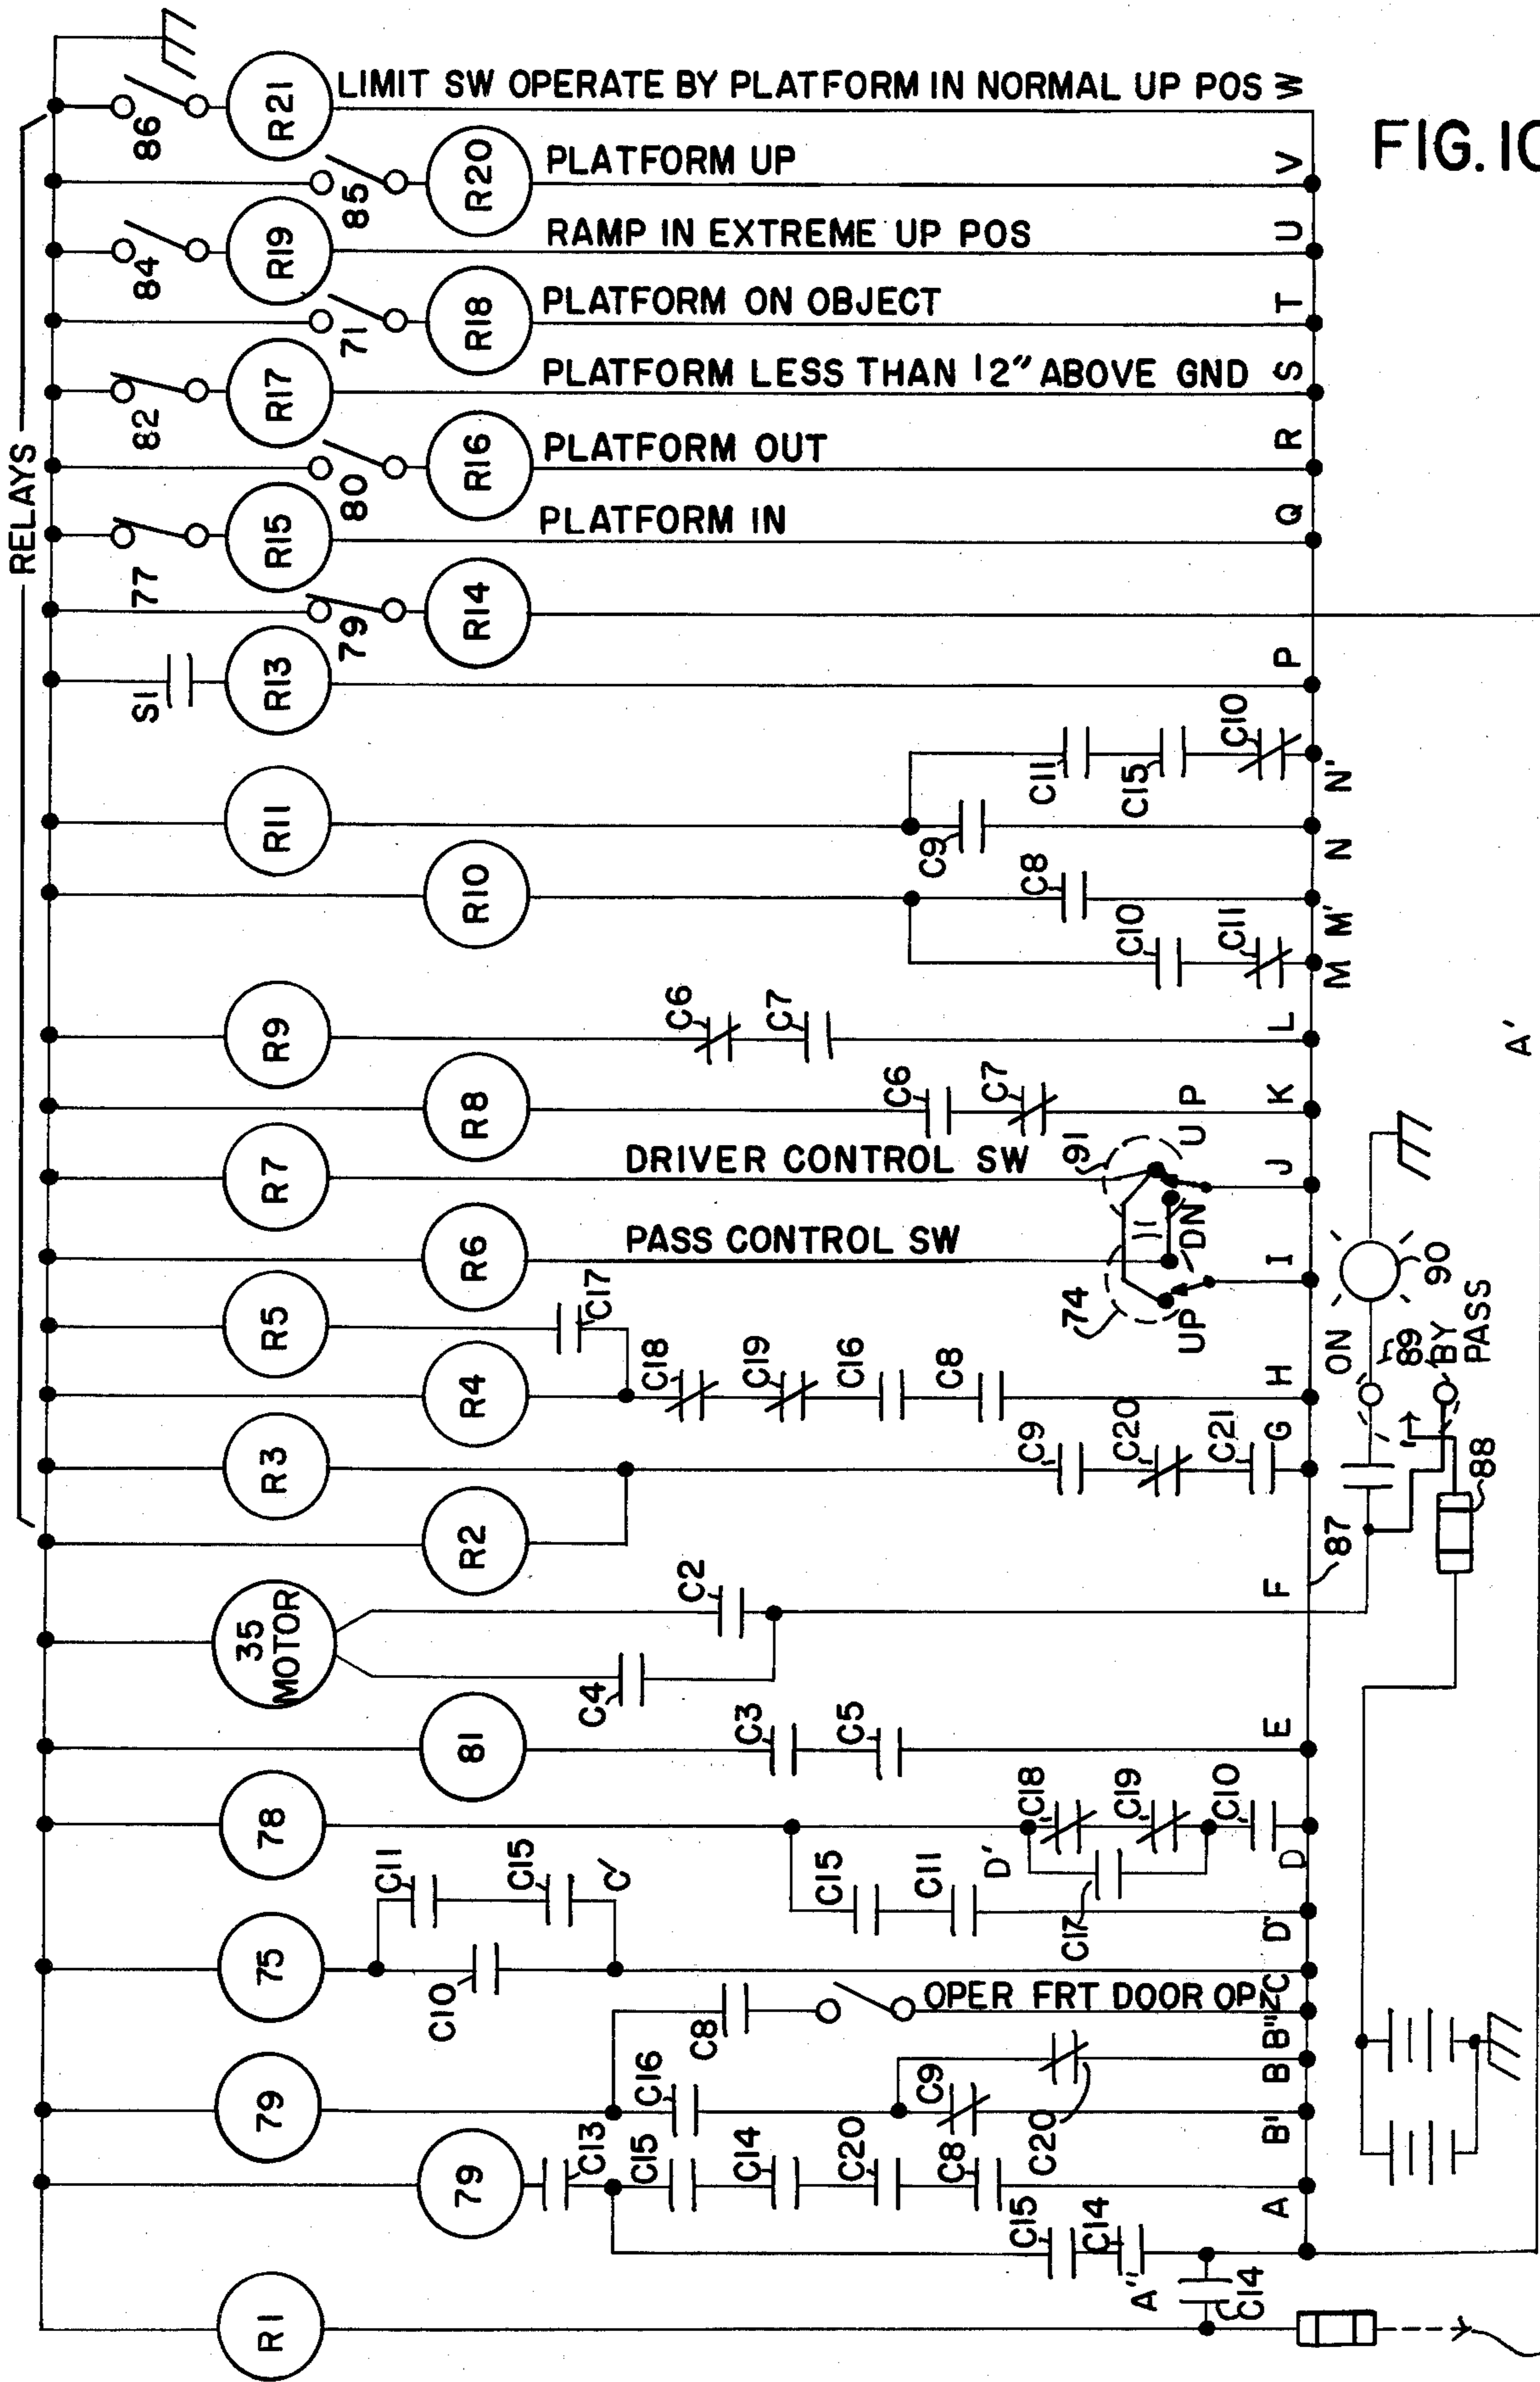 RELAYS
86
R21
LIMIT SW OPERATE BY PLATFORM IN NORMAL UP POS
W
FIG. 10
85
R20
PLATFORM UP
V
84
R19
RAMP IN EXTREME UP POS
U
71
R18
PLATFORM ON OBJECT
T
82
R17
PLATFORM LESS THAN 12" ABOVE GND
S
80
R16
PLATFORM OUT
R
77
R15
PLATFORM IN
Q
79
R14
S1
R13
P
C11
C15
C10
N'
R11
C9
N
R10
C8
M'
C10
C11
M
R9
C6
C7
L
A'
R8
C6
C7
K
R7
DRIVER CONTROL SW
91
UP
J
R6
PASS CONTROL SW
DN
I
74
UP
90
R5
C17
R4
C18
C19
C16
C8
H
ON
89
BY
PASS
R3
C9
C20
C21
G
88
R2
87
35
MOTOR
C2
F
C4
81
C3
C5
E
78
C18
C19
C10
D
C15
C11
D'
C17
D'
C11
C15
C'
75
C10
C
C8
OPER FRT DOOR OP
B"
79
C16
C9
C20
B
B'
79
C13
C15
C14
C20
C8
A
C15
C14
A"
C14
R1